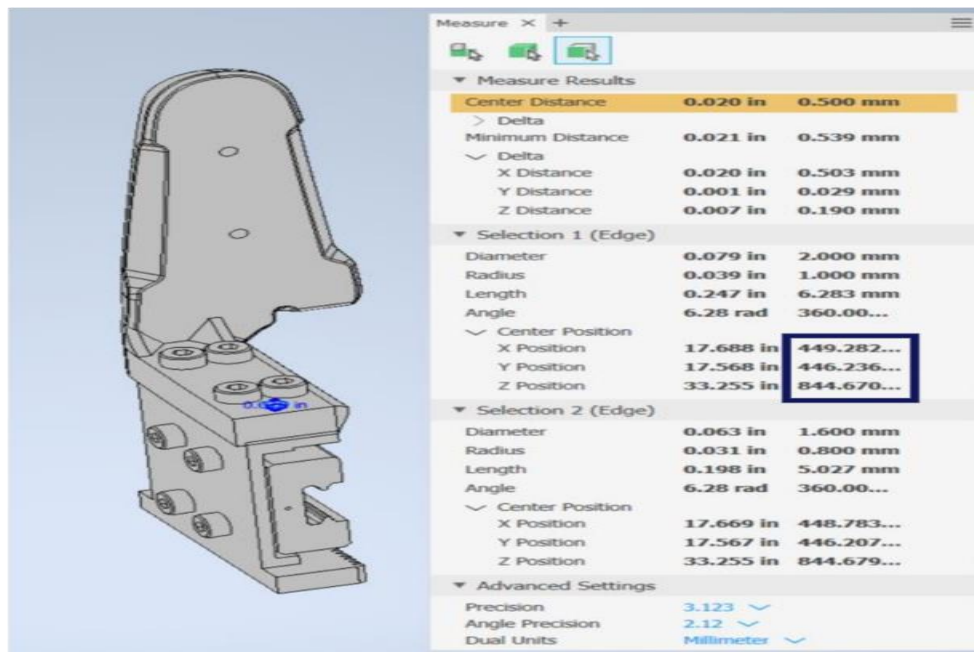 Measure × +
Measure Results
Center Distance 0.020 in 0.500 mm
Delta
Minimum Distance 0.021 in 0.539 mm
Delta
X Distance 0.020 in 0.503 mm
Y Distance 0.001 in 0.029 mm
Z Distance 0.007 in 0.190 mm
Selection 1 (Edge)
Diameter 0.079 in 2.000 mm
Radius 0.039 in 1.000 mm
Length 0.247 in 6.283 mm
Angle 6.28 rad 360.00...
Center Position
X Position 17.688 in 449.282...
Y Position 17.568 in 446.236...
Z Position 33.255 in 844.670...
Selection 2 (Edge)
Diameter 0.063 in 1.600 mm
Radius 0.031 in 0.800 mm
Length 0.198 in 5.027 mm
Angle 6.28 rad 360.00...
Center Position
X Position 17.669 in 448.783...
Y Position 17.567 in 446.207...
Z Position 33.255 in 844.679...
Advanced Settings
Precision 3.123
Angle Precision 2.12
Dual Units Millimeter
in